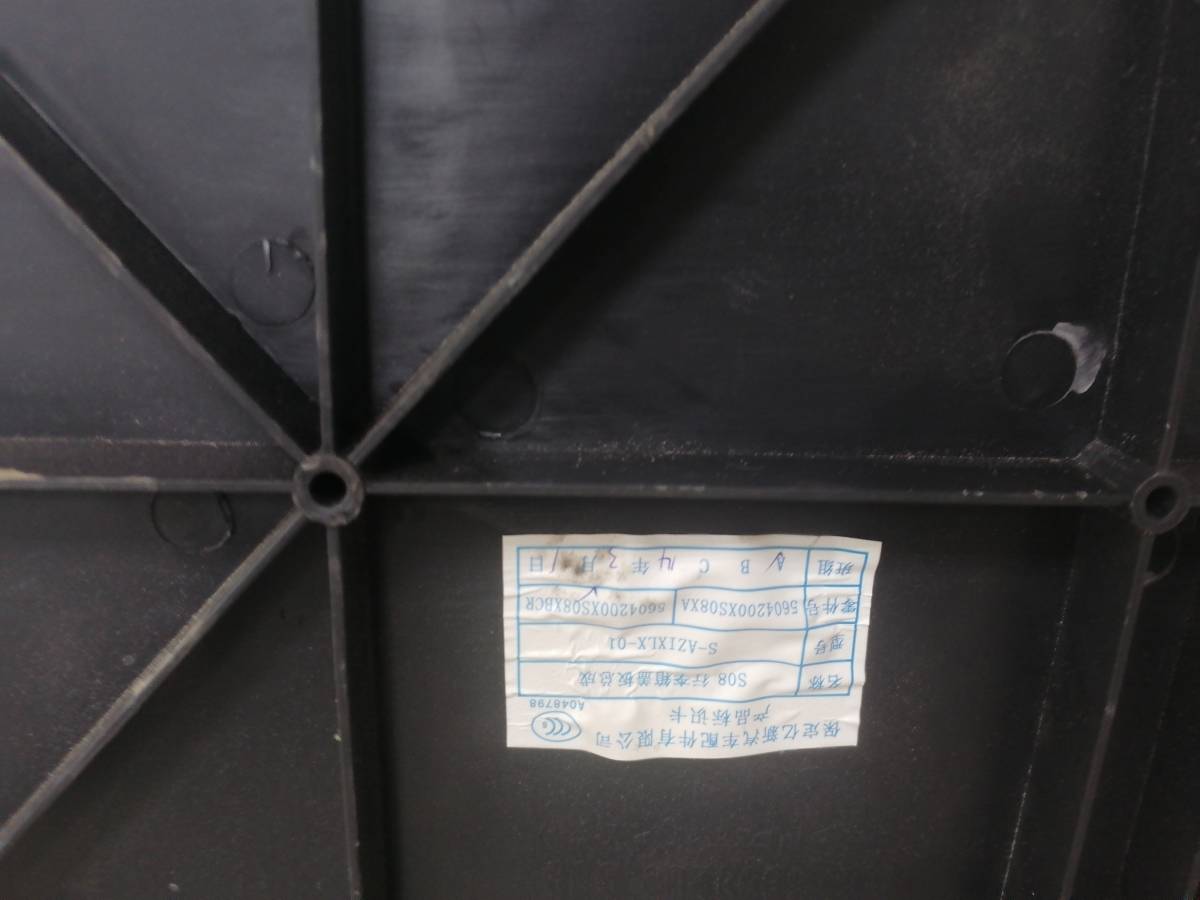 保定亿新汽车配件有限公司
产品标识卡
A048798
名称 S08 行李箱盖板总成
型号 S-AZIXLX-01
零件号 5604200XS08XA 5604200XS08XBCR
班组 A B C 14 年 3 月 1 日